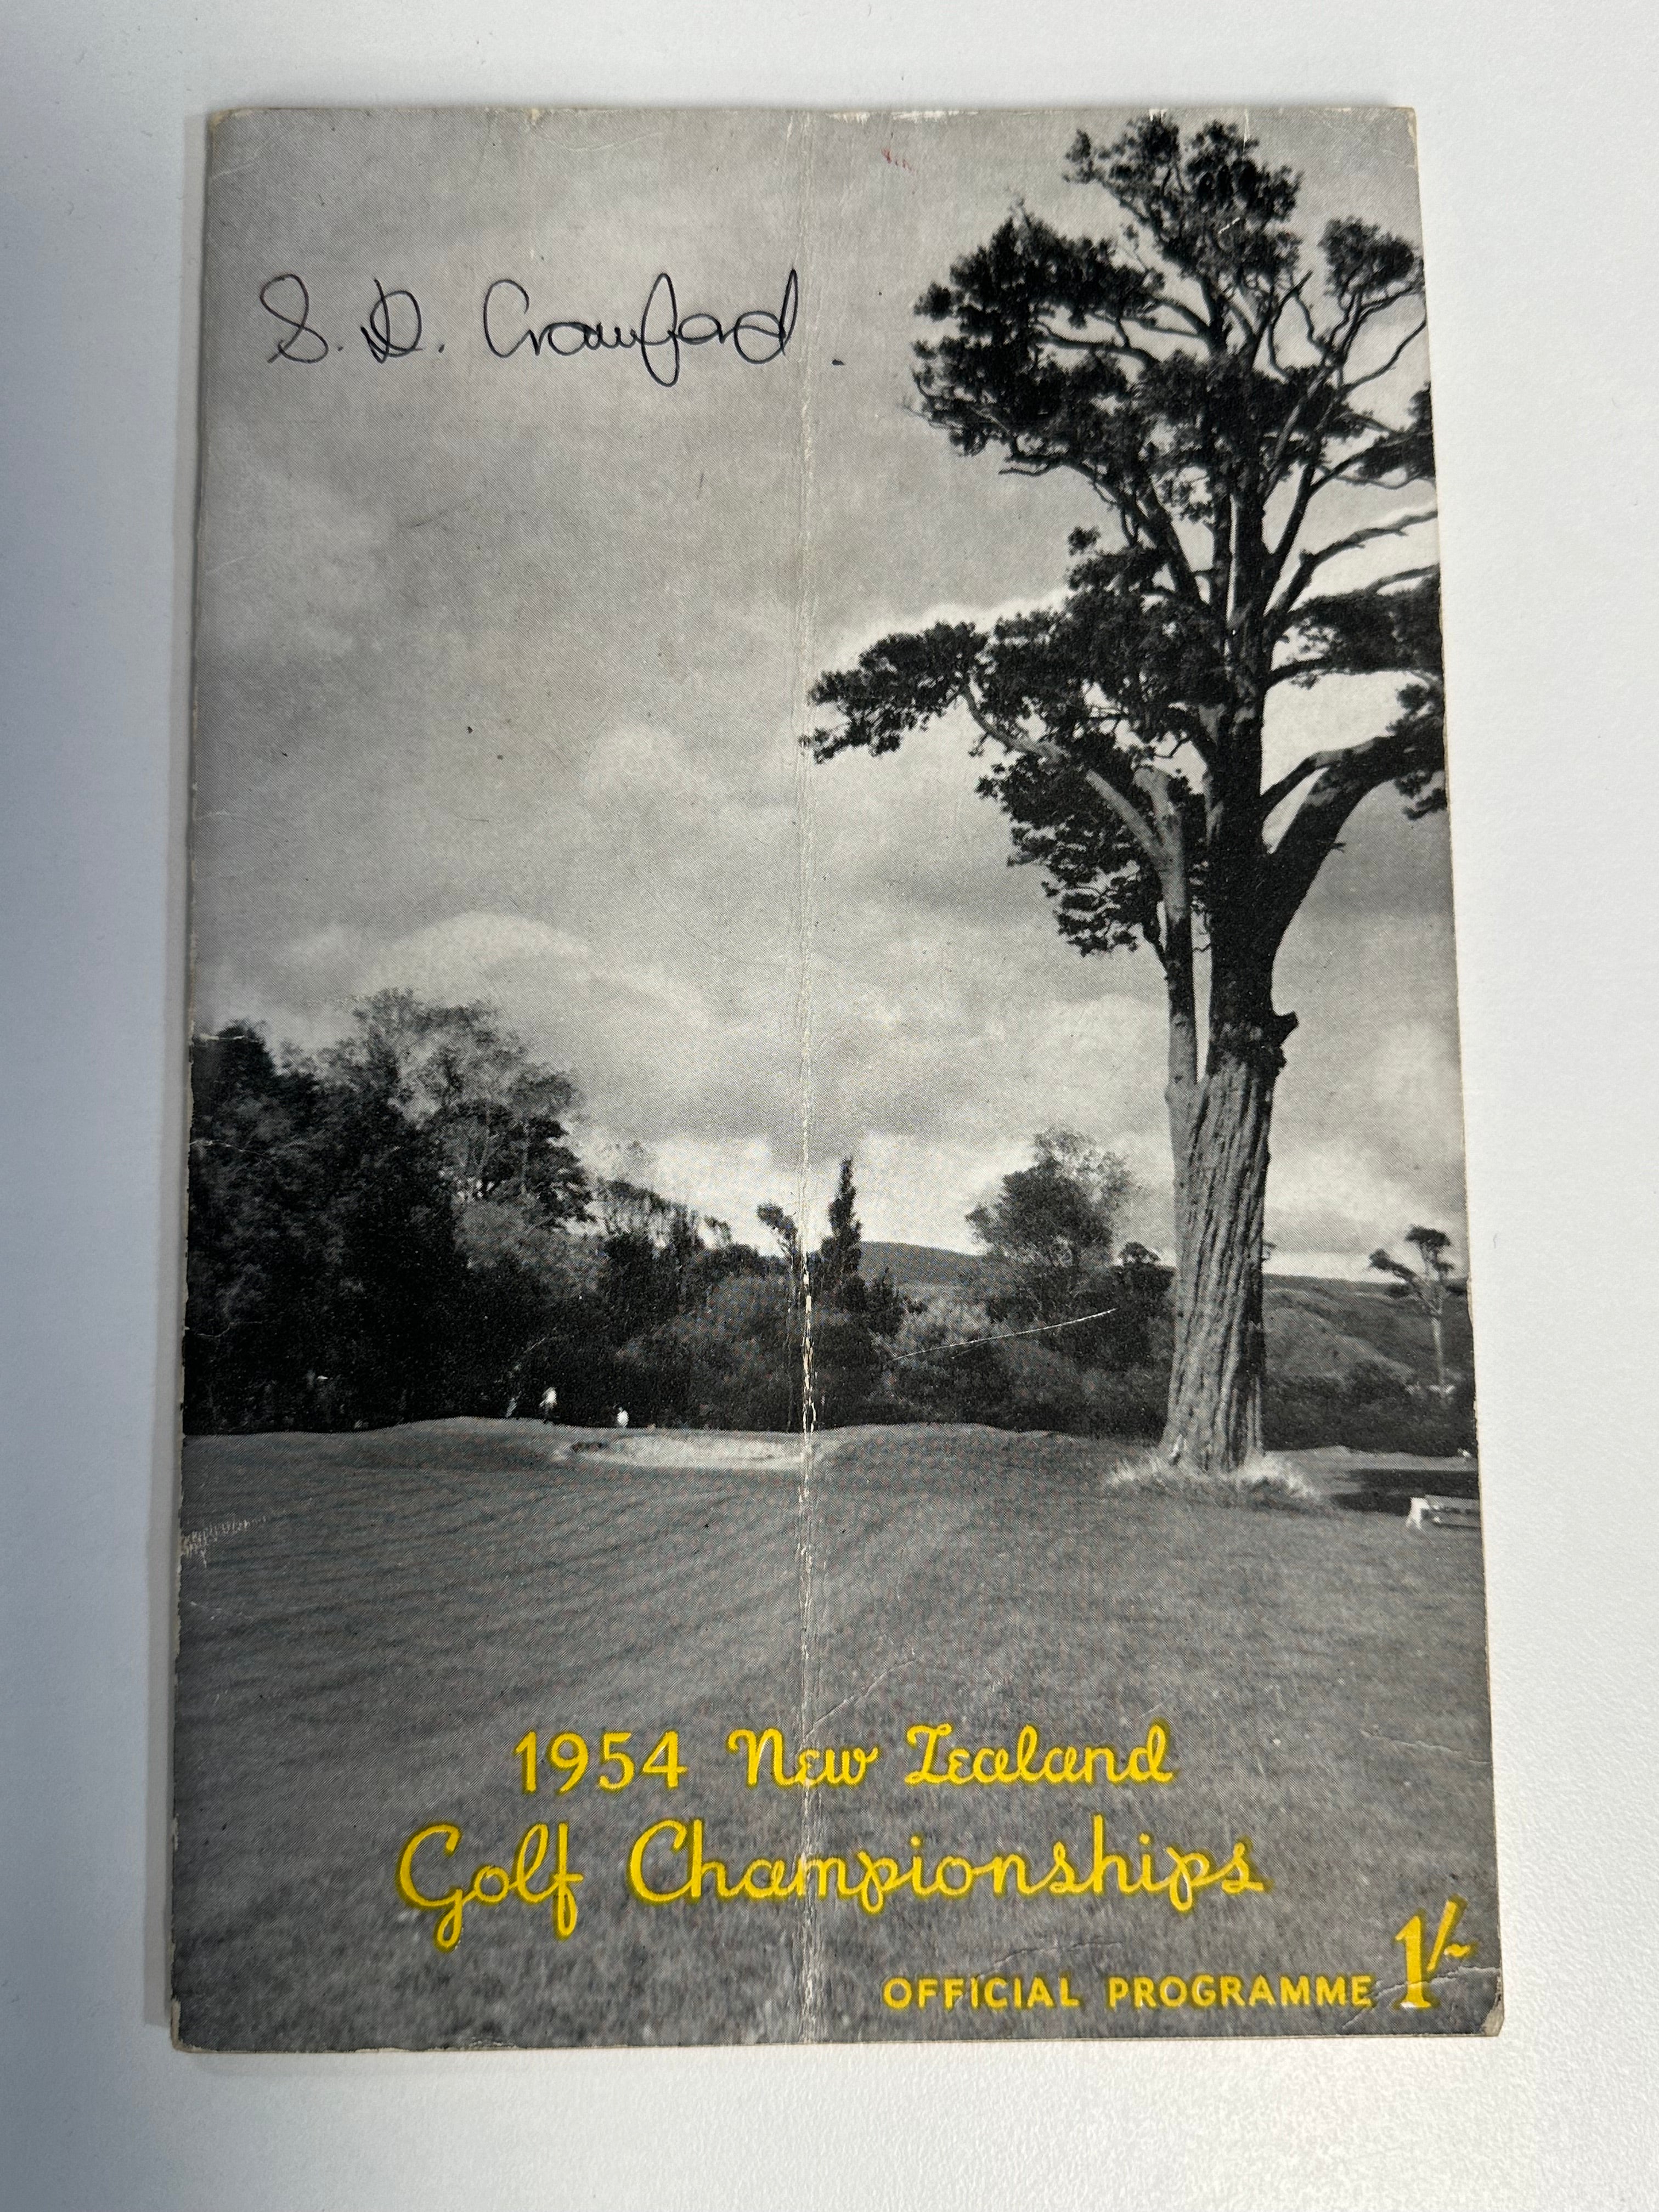 S. D. Crawford.
1954 New Zealand
Golf Championships
OFFICIAL PROGRAMME 1/-